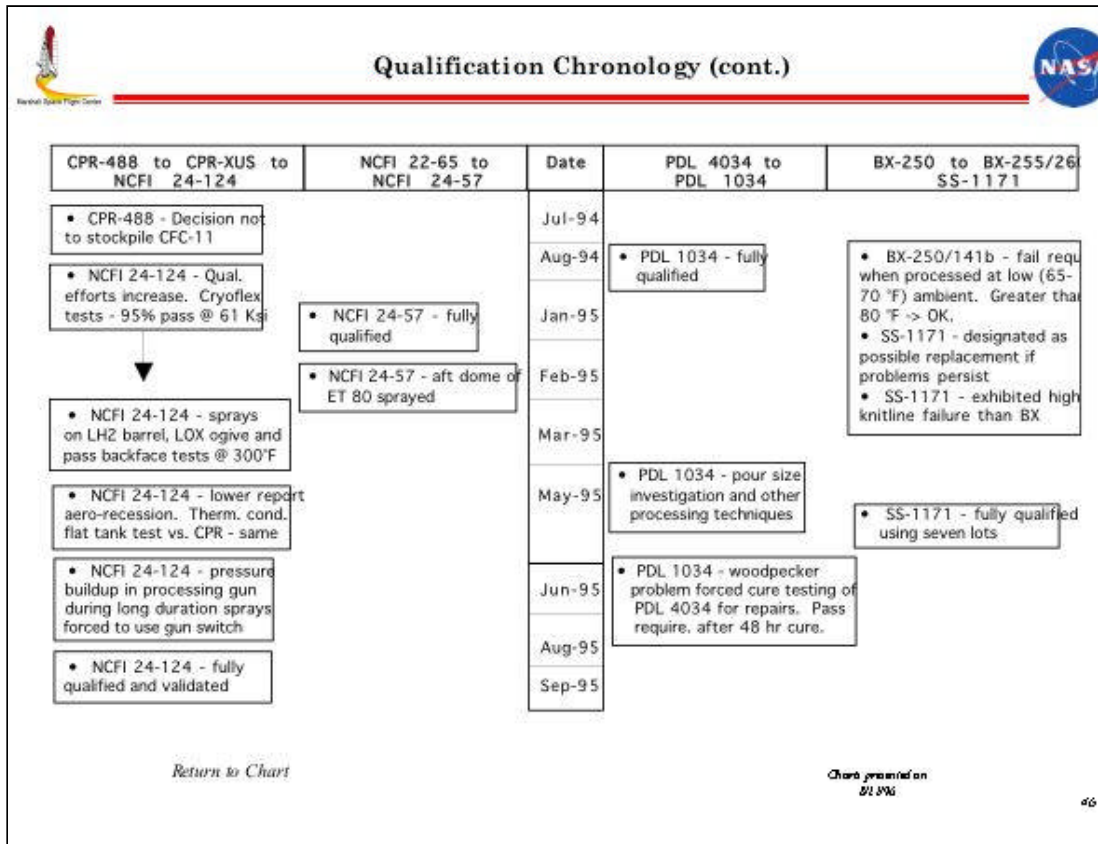 Qualification Chronology (cont.)
Marshall Space Flight Center
NASA
CPR-488 to CPR-XUS to
NCFI 24-124
NCFI 22-65 to
NCFI 24-57
Date
PDL 4034 to
PDL 1034
BX-250 to BX-255/26
SS-1171
• CPR-488 - Decision not
to stockpile CFC-11
• NCFI 24-124 - Qual.
efforts increase. Cryoflex
tests - 95% pass @ 61 Ksi
• NCFI 24-124 - sprays
on LH2 barrel, LOX ogive and
pass backface tests @ 300°F
• NCFI 24-124 - lower report
aero-recession. Therm. cond.
flat tank test vs. CPR - same
• NCFI 24-124 - pressure
buildup in processing gun
during long duration sprays
forced to use gun switch
• NCFI 24-124 - fully
qualified and validated
• NCFI 24-57 - fully
qualified
• NCFI 24-57 - aft dome of
ET 80 sprayed
Jul-94
Aug-94
Jan-95
Feb-95
Mar-95
May-95
Jun-95
Aug-95
Sep-95
• PDL 1034 - fully
qualified
• PDL 1034 - pour size
investigation and other
processing techniques
• PDL 1034 - woodpecker
problem forced cure testing of
PDL 4034 for repairs. Pass
require. after 48 hr cure.
• BX-250/141b - fail requ
when processed at low (65-
70 °F) ambient. Greater tha
80 °F -> OK.
• SS-1171 - designated as
possible replacement if
problems persist
• SS-1171 - exhibited high
knitline failure than BX
• SS-1171 - fully qualified
using seven lots
Return to Chart
Charts presented on
46